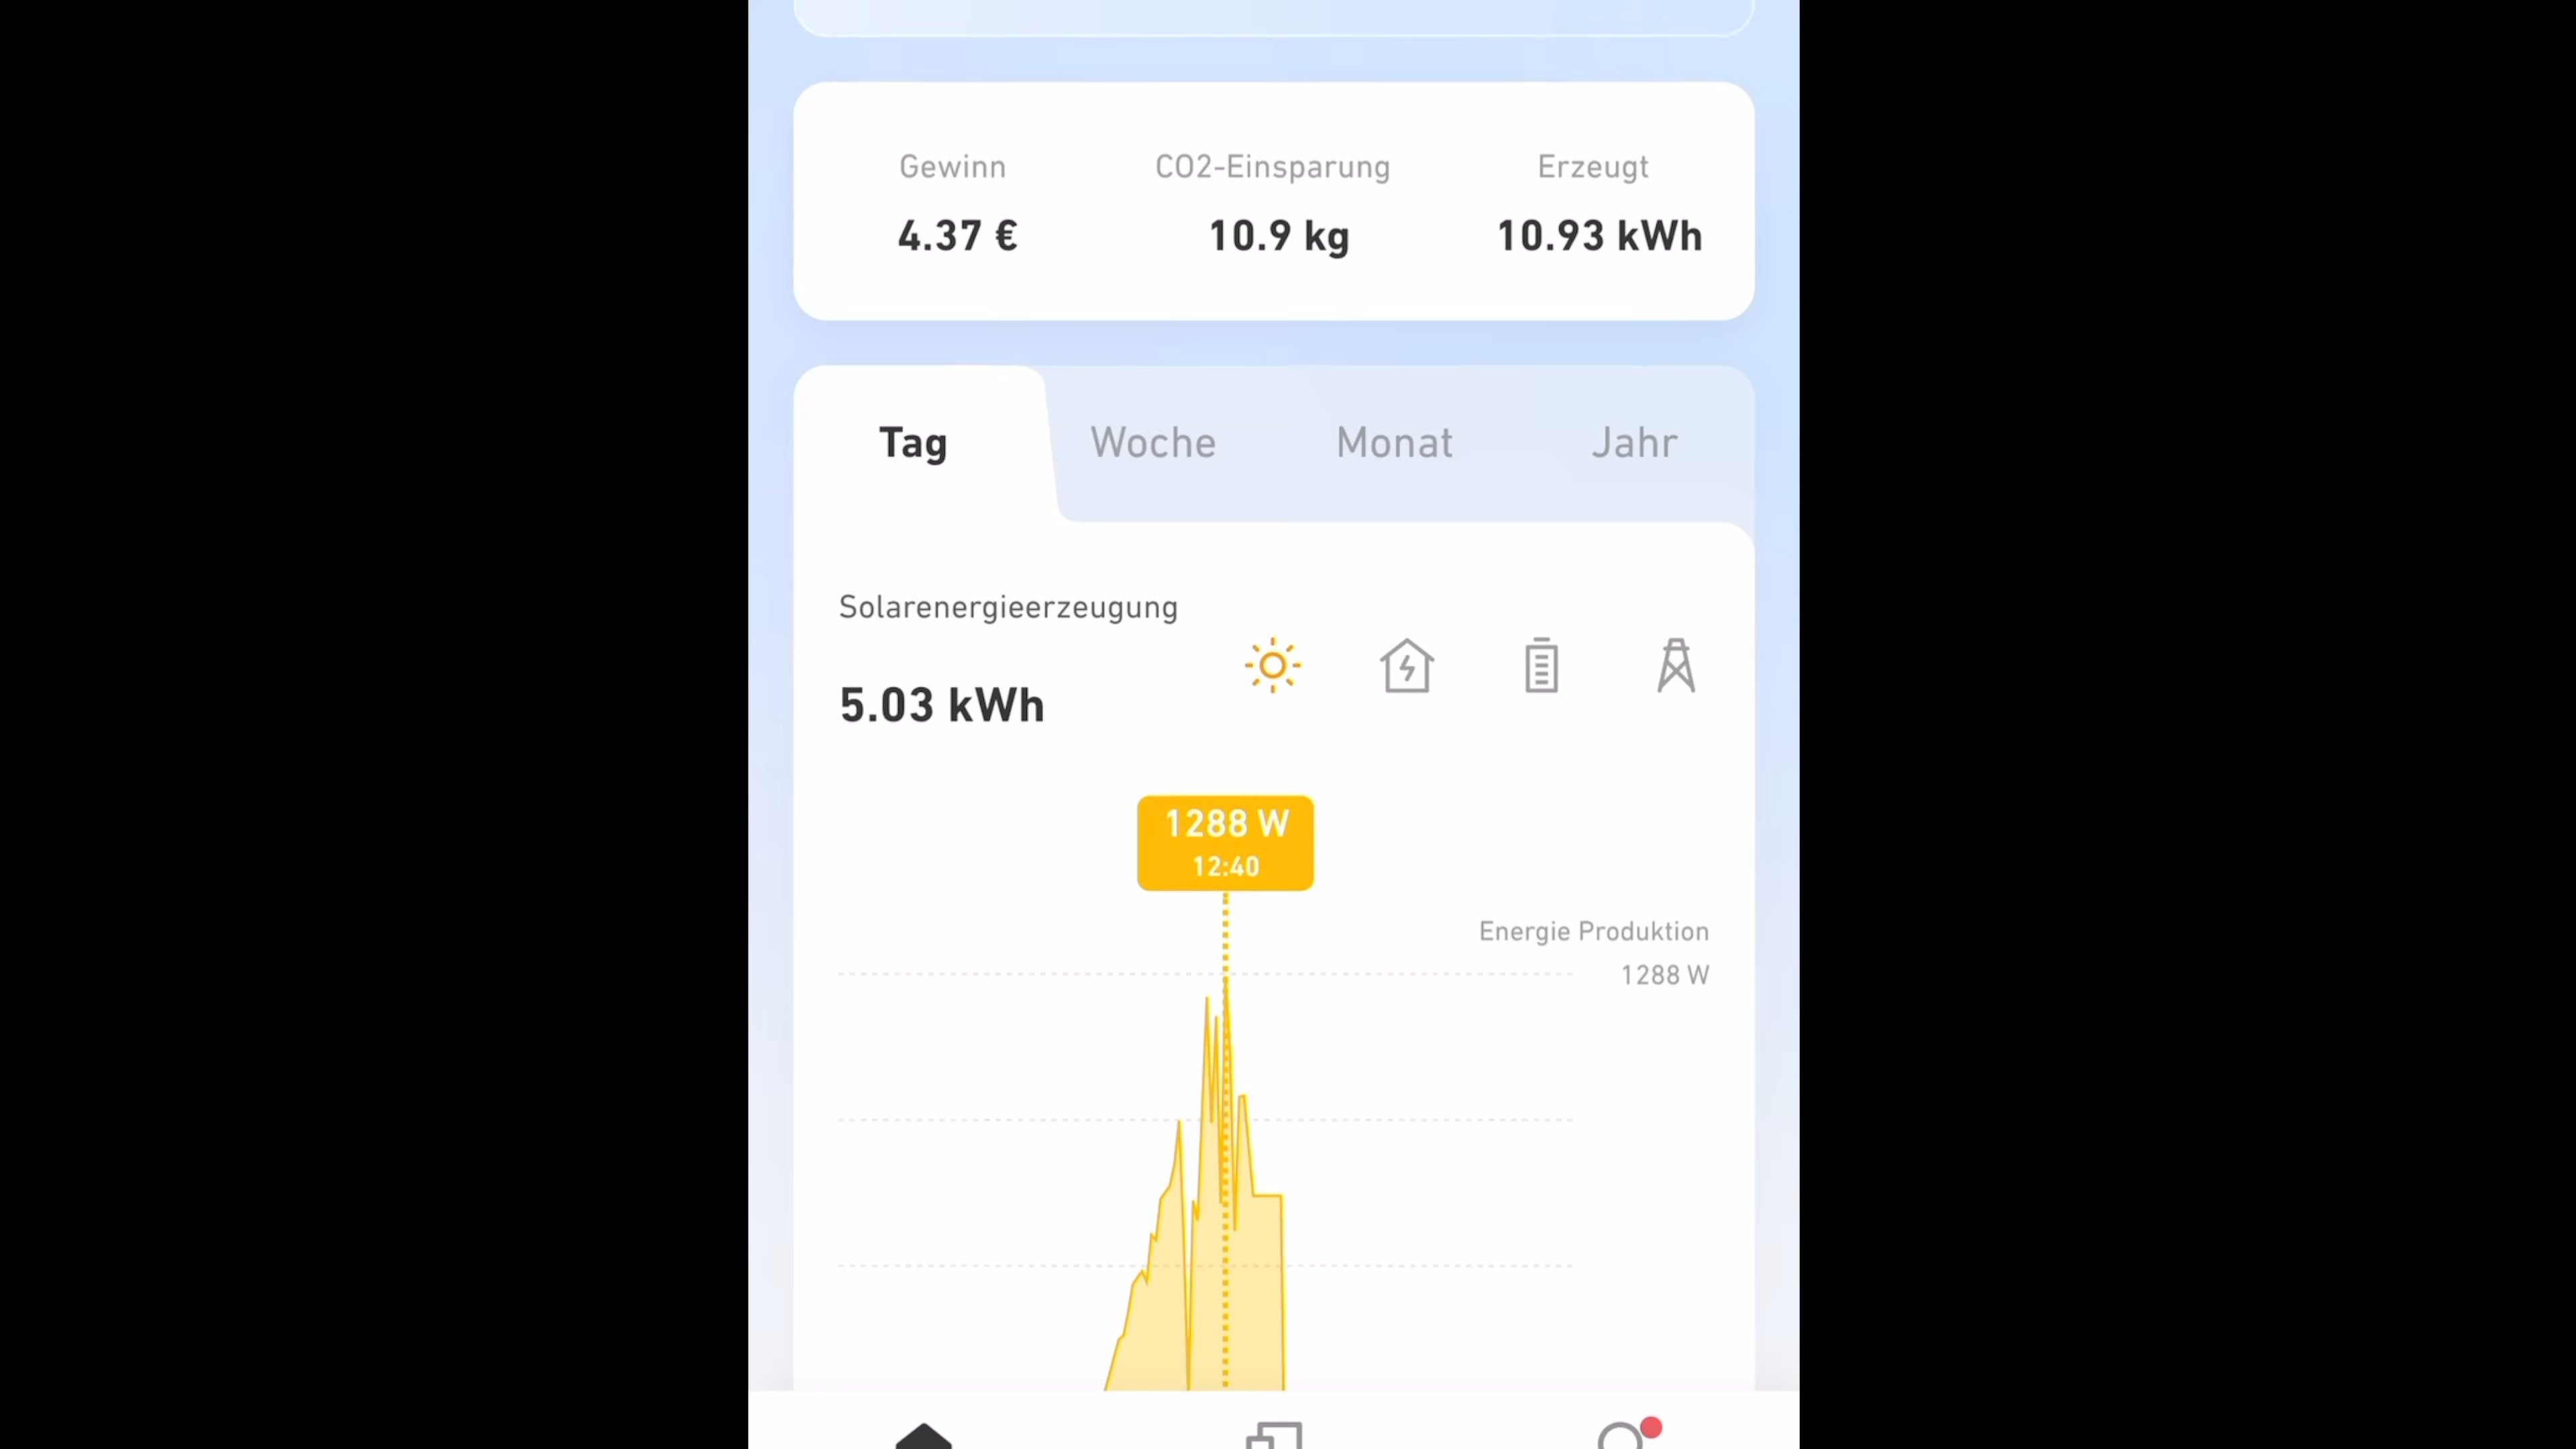 Gewinn CO2-Einsparung Erzeugt
4.37 € 10.9 kg 10.93 kWh
Tag Woche Monat Jahr
Solarenergieerzeugung
5.03 kWh
1288 W
12:40
Energie Produktion
1288 W